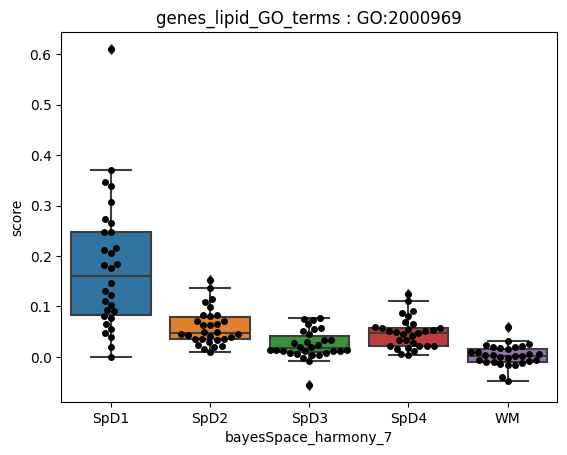 genes_lipid_GO_terms : GO:2000969
0.6
0.5
0.4
0.3
0.2
0.1
0.0
score
SpD1 SpD2 SpD3 SpD4 WM
bayesSpace_harmony_7